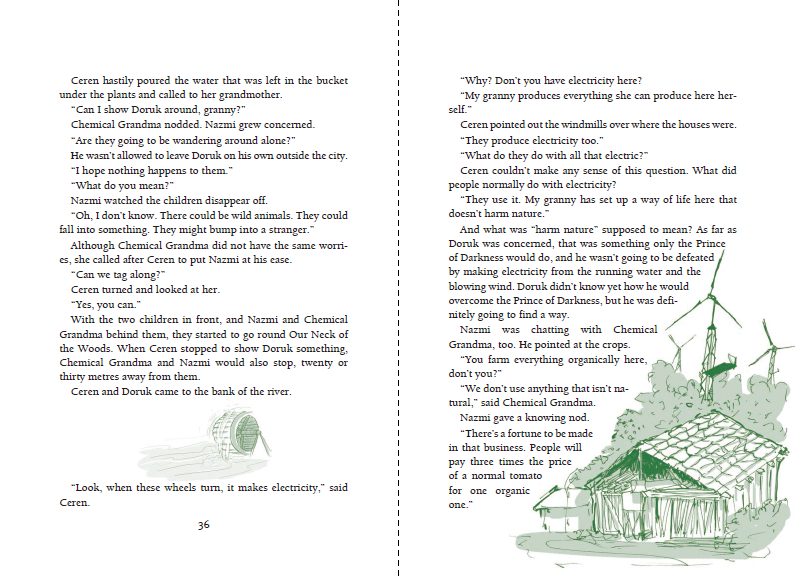 Ceren hastily poured the water that was left in the bucket
under the plants and called to her grandmother.
“Can I show Doruk around, granny?”
Chemical Grandma nodded. Nazmi grew concerned.
“Are they going to be wandering around alone?”
He wasn’t allowed to leave Doruk on his own outside the city.
“I hope nothing happens to them.”
“What do you mean?”
Nazmi watched the children disappear off.
“Oh, I don’t know. There could be wild animals. They could
fall into something. They might bump into a stranger.”
Although Chemical Grandma did not have the same worri-
es, she called after Ceren to put Nazmi at his ease.
“Can we tag along?”
Ceren turned and looked at her.
“Yes, you can.”
With the two children in front, and Nazmi and Chemical
Grandma behind them, they started to go round Our Neck of
the Woods. When Ceren stopped to show Doruk something,
Chemical Grandma and Nazmi would also stop, twenty or
thirty metres away from them.
Ceren and Doruk came to the bank of the river.
“Look, when these wheels turn, it makes electricity,” said
Ceren.
36
“Why? Don’t you have electricity here?
“My granny produces everything she can produce here her-
self.”
Ceren pointed out the windmills over where the houses were.
“They produce electricity too.”
“What do they do with all that electric?”
Ceren couldn’t make any sense of this question. What did
people normally do with electricity?
“They use it. My granny has set up a way of life here that
doesn’t harm nature.”
And what was “harm nature” supposed to mean? As far as
Doruk was concerned, that was something only the Prince
of Darkness would do, and he wasn’t going to be defeated
by making electricity from the running water and the
blowing wind. Doruk didn’t know yet how he would
overcome the Prince of Darkness, but he was defi-
nitely going to find a way.
Nazmi was chatting with Chemical
Grandma, too. He pointed at the crops.
“You farm everything organically here,
don’t you?”
“We don’t use anything that isn’t na-
tural,” said Chemical Grandma.
Nazmi gave a knowing nod.
“There’s a fortune to be made
in that business. People will
pay three times the price
of a normal tomato
for one organic
one.”